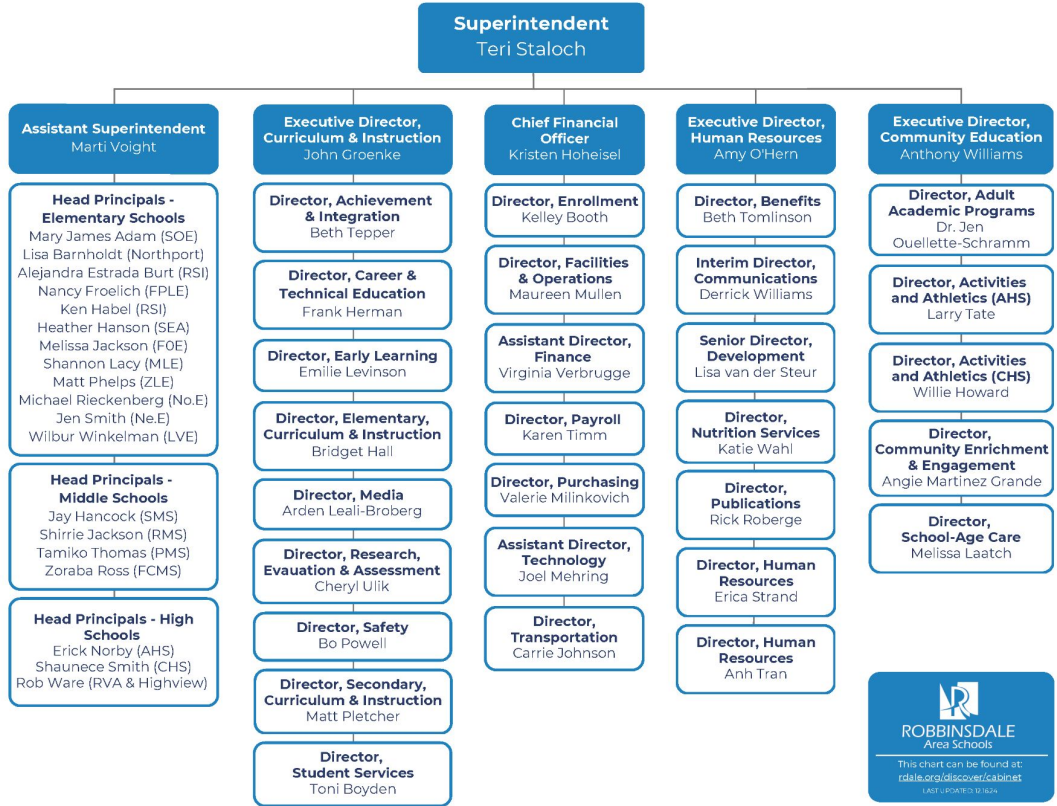 Superintendent
Teri Staloch
Assistant Superintendent
Marti Voight
Head Principals -
Elementary Schools
Mary James Adam (SOE)
Lisa Barnholdt (Northport)
Alejandra Estrada Burt (RSI)
Nancy Froelich (FPLE)
Ken Habel (RSI)
Heather Hanson (SEA)
Melissa Jackson (F0E)
Shannon Lacy (MLE)
Matt Phelps (ZLE)
Michael Rieckenberg (No.E)
Jen Smith (Ne.E)
Wilbur Winkelman (LVE)
Head Principals -
Middle Schools
Jay Hancock (SMS)
Shirrie Jackson (RMS)
Tamiko Thomas (PMS)
Zoraba Ross (FCMS)
Head Principals - High
Schools
Erick Norby (AHS)
Shaunece Smith (CHS)
Rob Ware (RVA & Highview)
Executive Director,
Curriculum & Instruction
John Groenke
Director, Achievement
& Integration
Beth Tepper
Director, Career &
Technical Education
Frank Herman
Director, Early Learning
Emilie Levinson
Director, Elementary,
Curriculum & Instruction
Bridget Hall
Director, Media
Arden Leali-Broberg
Director, Research,
Evauation & Assessment
Cheryl Ulik
Director, Safety
Bo Powell
Director, Secondary,
Curriculum & Instruction
Matt Pletcher
Director,
Student Services
Toni Boyden
Chief Financial
Officer
Kristen Hoheisel
Director, Enrollment
Kelley Booth
Director, Facilities
& Operations
Maureen Mullen
Assistant Director,
Finance
Virginia Verbrugge
Director, Payroll
Karen Timm
Director, Purchasing
Valerie Milinkovich
Assistant Director,
Technology
Joel Mehring
Director,
Transportation
Carrie Johnson
Executive Director,
Human Resources
Amy O'Hern
Director, Benefits
Beth Tomlinson
Interim Director,
Communications
Derrick Williams
Senior Director,
Development
Lisa van der Steur
Director,
Nutrition Services
Katie Wahl
Director,
Publications
Rick Roberge
Director, Human
Resources
Erica Strand
Director, Human
Resources
Anh Tran
Executive Director,
Community Education
Anthony Williams
Director, Adult
Academic Programs
Dr. Jen
Ouellette-Schramm
Director, Activities
and Athletics (AHS)
Larry Tate
Director, Activities
and Athletics (CHS)
Willie Howard
Director,
Community Enrichment
& Engagement
Angie Martinez Grande
Director,
School-Age Care
Melissa Laatch
ROBBINSDALE
Area Schools
This chart can be found at:
rdale.org/discover/cabinet
LAST UPDATED: 12.16.24